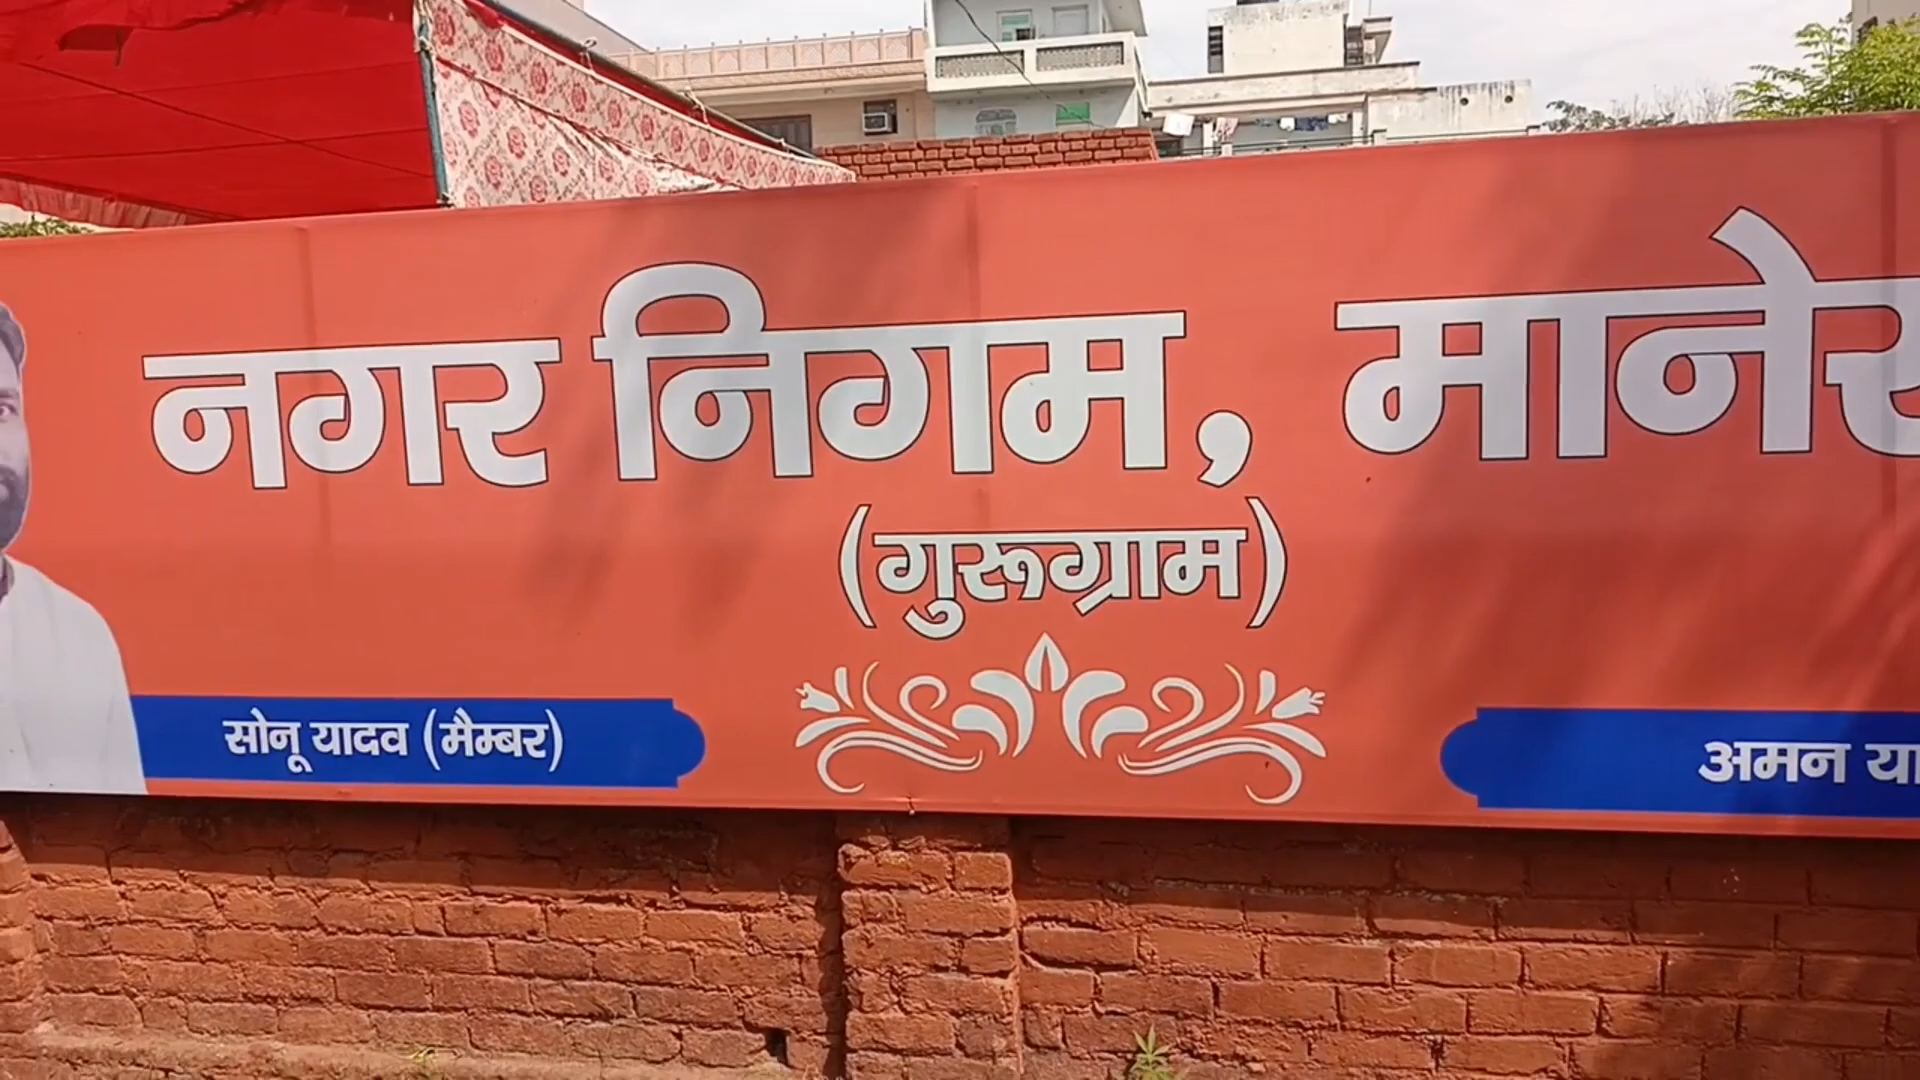 नगर निगम, मानेस
(गुरूग्राम)
सोनू यादव (मैम्बर)
अमन या